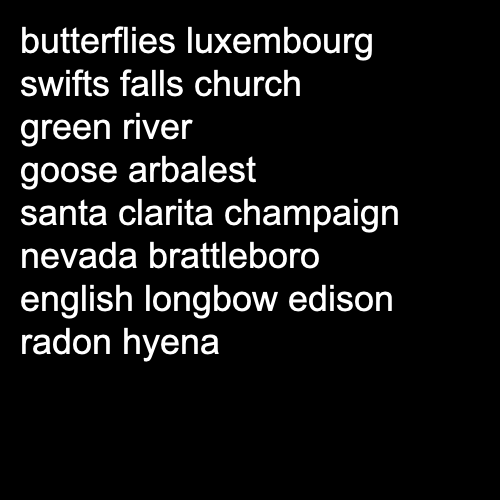 butterflies luxembourg
swifts falls church
green river
goose arbalest
santa clarita champaign
nevada brattleboro
english longbow edison
radon hyena